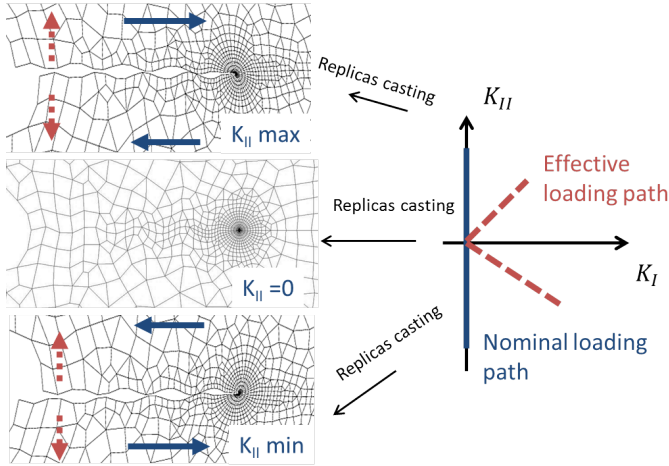 K_II max
Replicas casting
K_II
Effective
loading path
Replicas casting
K_I
K_II =0
Replicas casting
Nominal loading
path
K_II min